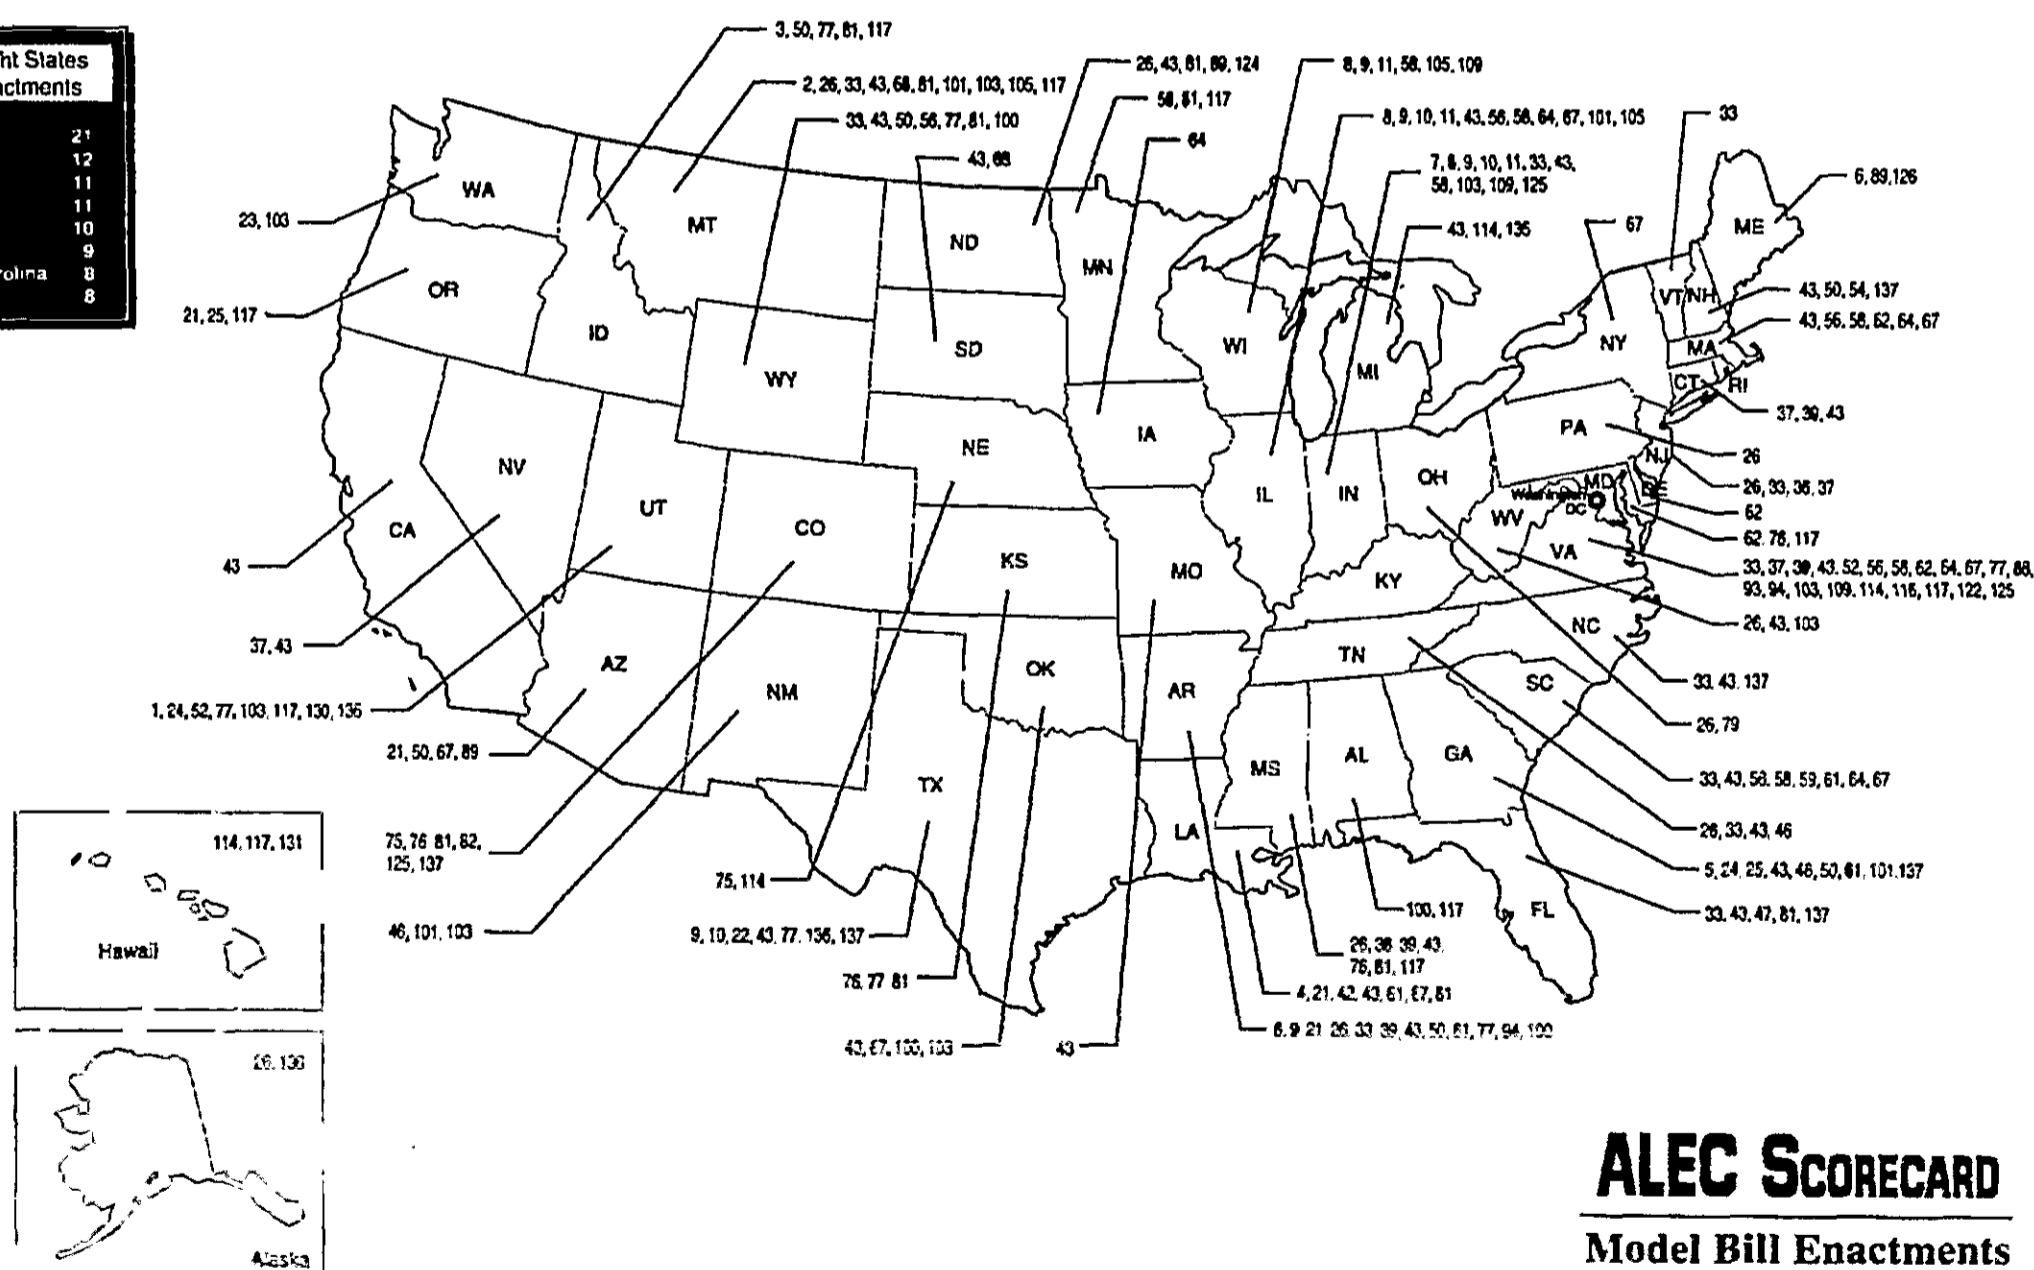 ht States
actments
21
12
11
11
10
9
rolina 8
8
3, 50, 77, 81, 117
2, 26, 33, 43, 68, 81, 101, 103, 105, 117
33, 43, 50, 56, 77, 81, 100
43, 68
26, 43, 81, 89, 124
58, 81, 117
64
8, 9, 11, 58, 105, 109
8, 9, 10, 11, 43, 56, 58, 64, 67, 101, 105
7, 8, 9, 10, 11, 33, 43,
58, 103, 109, 125
43, 114, 135
67
33
6, 89, 126
43, 50, 54, 137
43, 56, 58, 62, 64, 67
37, 39, 43
26
26, 33, 36, 37
62
62, 76, 117
33, 37, 39, 43, 52, 56, 58, 62, 64, 67, 77, 88,
93, 94, 103, 109, 114, 116, 117, 122, 125
26, 43, 103
33, 43, 137
26, 79
33, 43, 56, 58, 59, 61, 64, 67
26, 33, 43, 46
5, 24, 25, 43, 46, 50, 61, 101, 137
33, 43, 47, 81, 137
100, 117
26, 38, 39, 43,
76, 81, 117
4, 21, 42, 43, 61, 67, 81
6, 9, 21, 26, 33, 39, 43, 50, 61, 77, 94, 100
43
43, 67, 100, 103
76, 77, 81
9, 10, 22, 43, 77, 136, 137
75, 114
46, 101, 103
75, 76, 81, 82,
125, 137
21, 50, 67, 89
1, 24, 52, 77, 103, 117, 130, 136
37, 43
43
21, 25, 117
23, 103
WA
OR
ID
MT
ND
MN
SD
WY
WI
MI
IA
NE
NV
UT
CO
CA
KS
MO
IL
IN
OH
PA
NY
VT
NH
ME
MA
CT
RI
NJ
MD
DE
Washington
DC
WV
VA
KY
NC
TN
SC
AZ
NM
OK
AR
TX
LA
MS
AL
GA
FL
114, 117, 131
Hawaii
26, 136
Alaska
ALEC SCORECARD
Model Bill Enactments